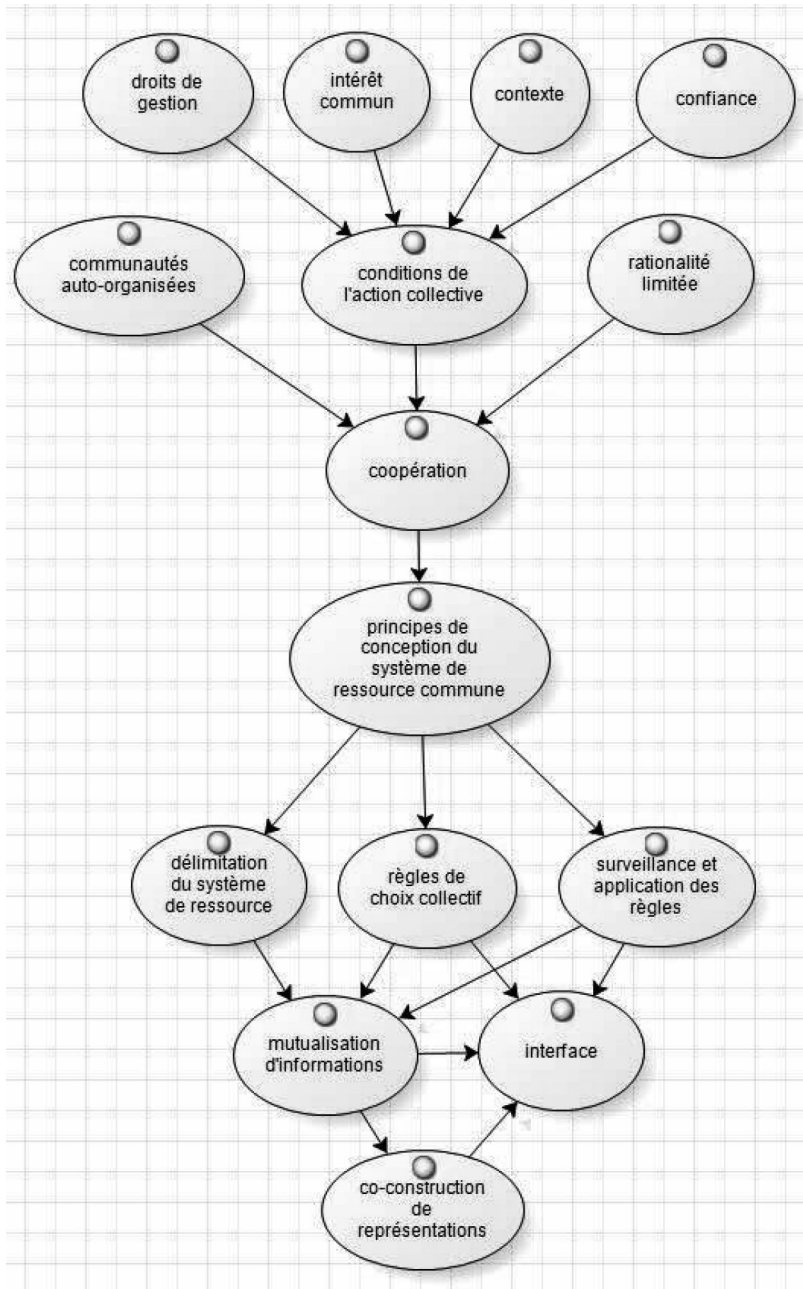 droits de
gestion
intérêt
commun
contexte
confiance
communautés
auto-organisées
conditions de
l'action collective
rationalité
limitée
coopération
principes de
conception du
système de
ressource commune
délimitation
du système
de ressource
règles de
choix collectif
surveillance et
application des
règles
mutualisation
d'informations
interface
co-construction
de
représentations